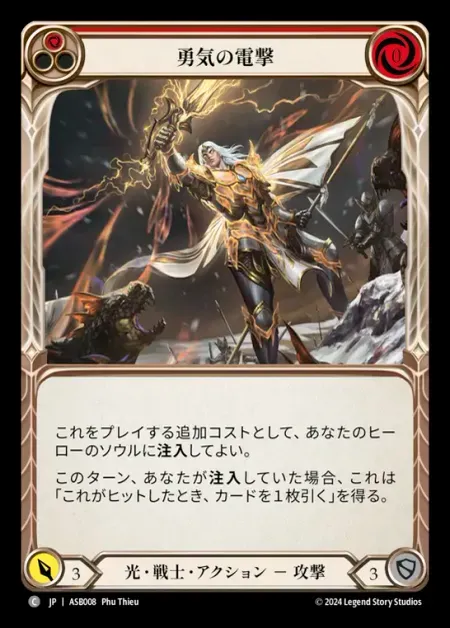 勇気の電撃
0
これをプレイする追加コストとして、あなたのヒー
ローのソウルに注入してよい。
このターン、あなたが注入していた場合、これは
「これがヒットしたとき、カードを1枚引く」を得る。
3 光・戦士・アクション － 攻撃 3
C JP | ASB008 Phu Thieu © 2024 Legend Story Studios